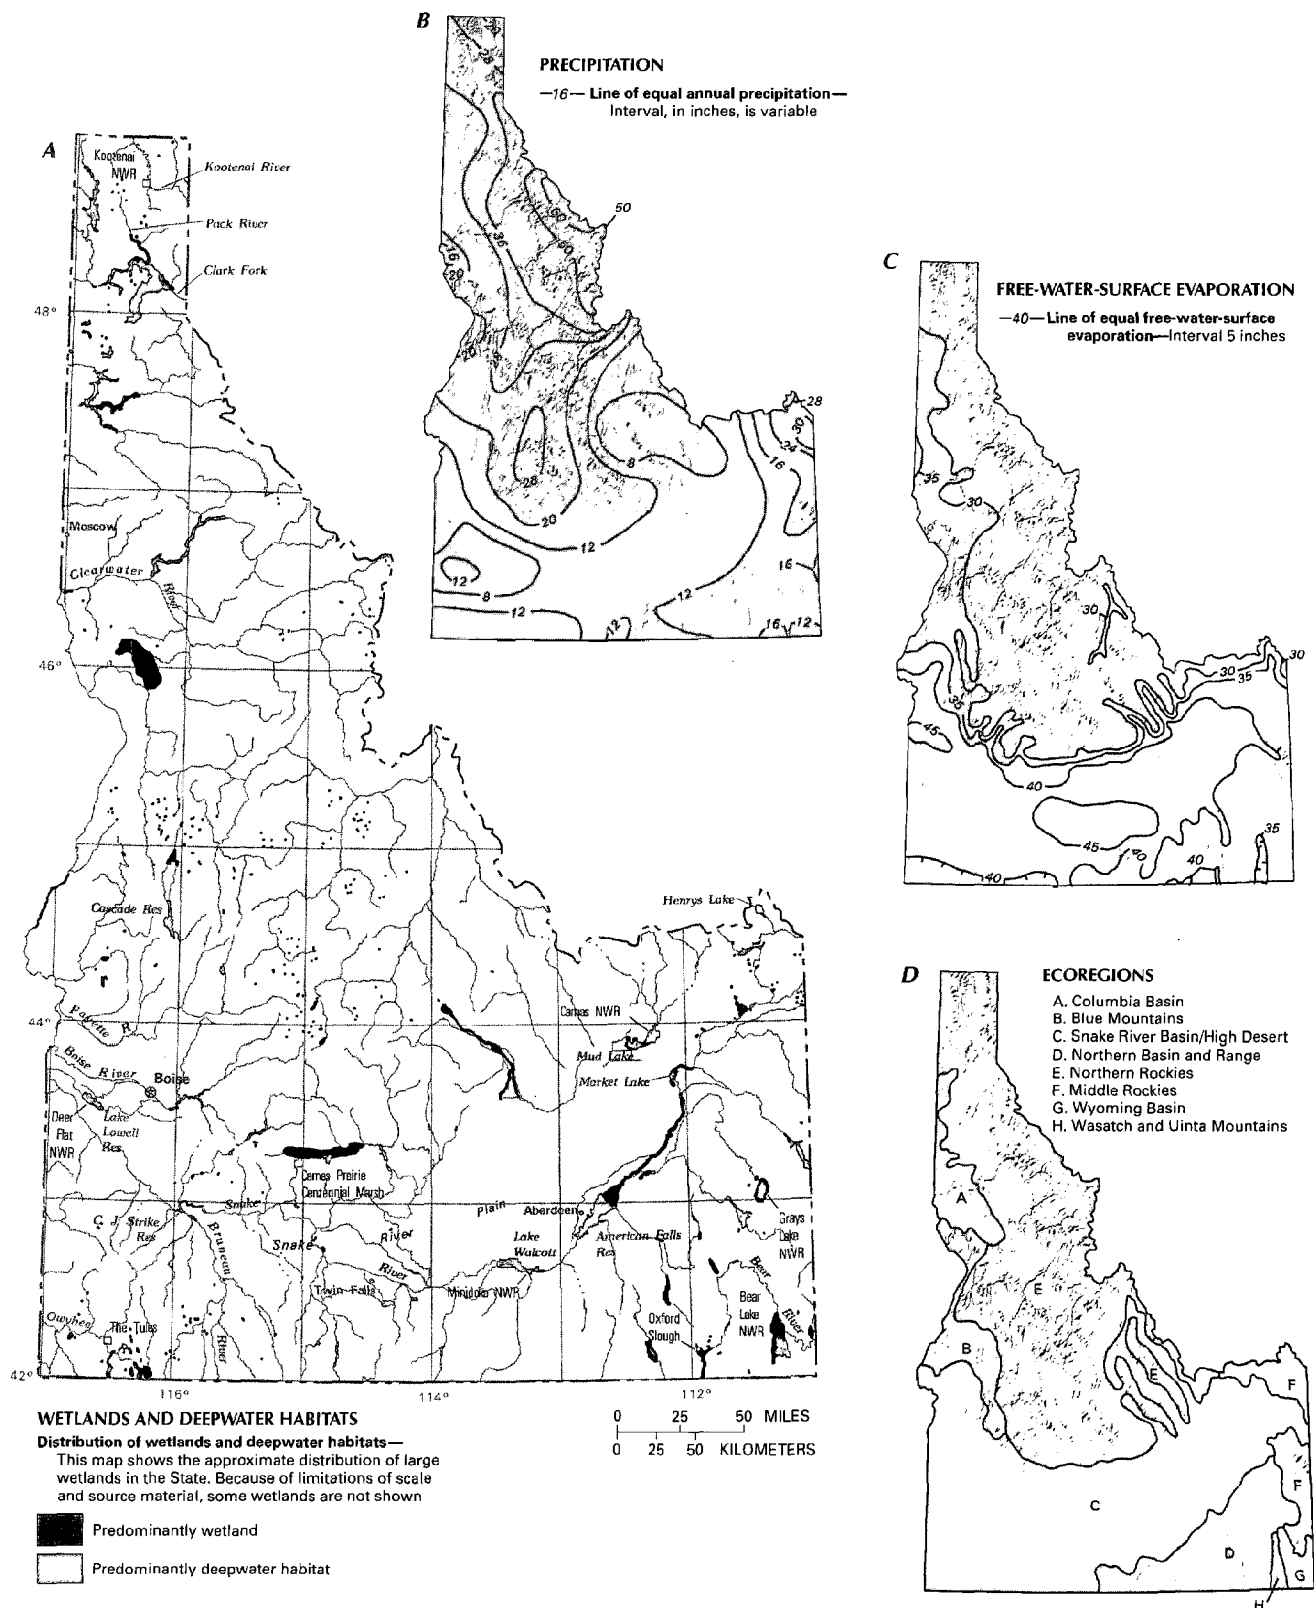 A
Kootenai
NWR
Kootenai River
Pack River
Clark Fork
48°
Moscow
Clearwater
River
46°
Cascade Res
Henrys Lake
44°
Payette R
Boise River
Boise
Camas NWR
Mud Lake
Market Lake
Deer
Flat
NWR
Lake
Lowell
Res
Camas Prairie
Centennial Marsh
Snake
Plain
Aberdeen
C. J. Strike
Res
Bruneau
River
Snake
River
River
Lake
Walcott
American Falls
Res
Grays
Lake
NWR
Twin Falls
Minidoka NWR
Bear
River
Bear
Lake
NWR
Oxford
Slough
Owyhee
The Tules
42°
116°
114°
112°
WETLANDS AND DEEPWATER HABITATS
Distribution of wetlands and deepwater habitats—
This map shows the approximate distribution of large
wetlands in the State. Because of limitations of scale
and source material, some wetlands are not shown
Predominantly wetland
Predominantly deepwater habitat
0 25 50 MILES
0 25 50 KILOMETERS
B
PRECIPITATION
—16— Line of equal annual precipitation—
Interval, in inches, is variable
50
60
60
36
16
20
20
28
30
24
16
8
28
20
12
12
8
12
12
12
16
16
12
C
FREE-WATER-SURFACE EVAPORATION
—40— Line of equal free-water-surface
evaporation—Interval 5 inches
35
30
30
30
30
35
35
45
40
45
40
40
35
40
D
ECOREGIONS
A. Columbia Basin
B. Blue Mountains
C. Snake River Basin/High Desert
D. Northern Basin and Range
E. Northern Rockies
F. Middle Rockies
G. Wyoming Basin
H. Wasatch and Uinta Mountains
A
E
B
E
F
C
F
D
G
H